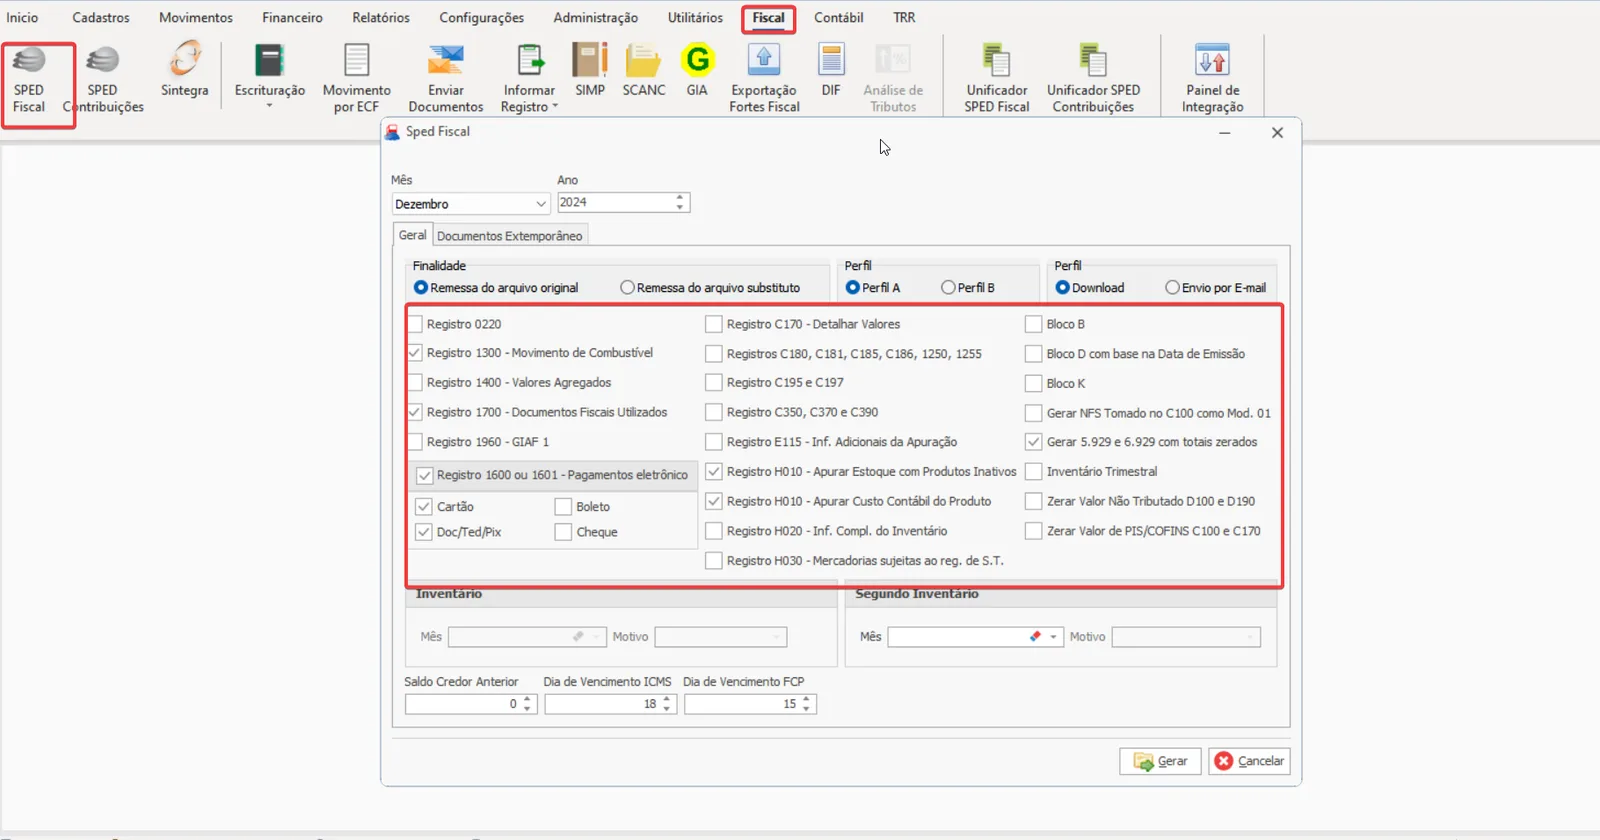 Inicio Cadastros Movimentos Financeiro Relatórios Configurações Administração Utilitários Fiscal Contábil TRR
G
SPED Fiscal
SPED Contribuições
Sintegra
Escrituração
Movimento por ECF
Enviar Documentos
Informar Registro
SIMP
SCANC
GIA
Exportação Fortes Fiscal
DIF
Análise de Tributos
Unificador SPED Fiscal
Unificador SPED Contribuições
Painel de Integração
Sped Fiscal
Mês Ano
Dezembro 2024
Geral Documentos Extemporâneo
Finalidade Perfil Perfil
Remessa do arquivo original Remessa do arquivo substituto Perfil A Perfil B Download Envio por E-mail
Registro 0220
Registro 1300 - Movimento de Combustível
Registro 1400 - Valores Agregados
Registro 1700 - Documentos Fiscais Utilizados
Registro 1960 - GIAF 1
Registro 1600 ou 1601 - Pagamentos eletrônico
Cartão Boleto
Doc/Ted/Pix Cheque
Registro C170 - Detalhar Valores
Registros C180, C181, C185, C186, 1250, 1255
Registro C195 e C197
Registro C350, C370 e C390
Registro E115 - Inf. Adicionais da Apuração
Registro H010 - Apurar Estoque com Produtos Inativos
Registro H010 - Apurar Custo Contábil do Produto
Registro H020 - Inf. Compl. do Inventário
Registro H030 - Mercadorias sujeitas ao reg. de S.T.
Bloco B
Bloco D com base na Data de Emissão
Bloco K
Gerar NFS Tomado no C100 como Mod. 01
Gerar 5.929 e 6.929 com totais zerados
Inventário Trimestral
Zerar Valor Não Tributado D100 e D190
Zerar Valor de PIS/COFINS C100 e C170
Inventário Segundo Inventário
Mês Motivo Mês Motivo
Saldo Credor Anterior Dia de Vencimento ICMS Dia de Vencimento FCP
0 18 15
Gerar Cancelar